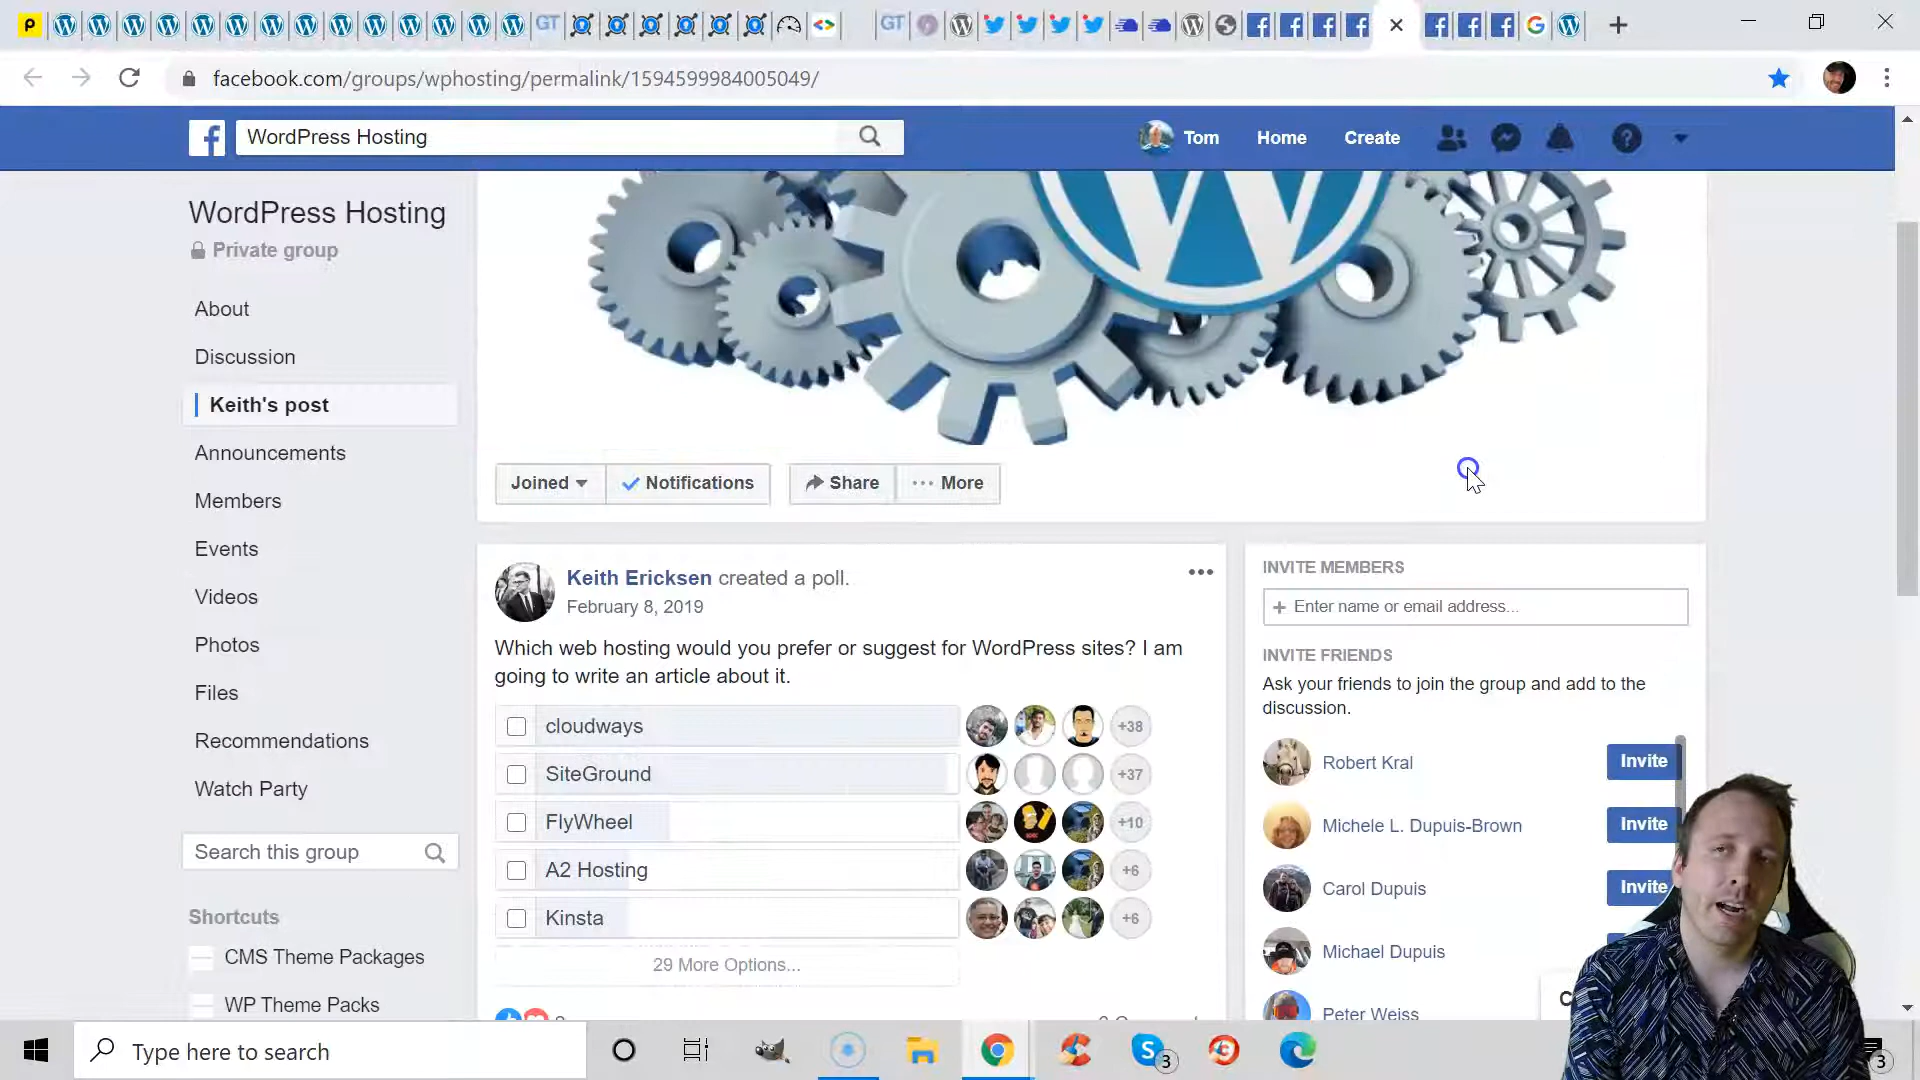 facebook.com/groups/wphosting/permalink/1594599984005049/
WordPress Hosting
Tom
Home
Create
WordPress Hosting
Private group
About
Discussion
Keith's post
Announcements
Members
Events
Videos
Photos
Files
Recommendations
Watch Party
Search this group
Shortcuts
CMS Theme Packages
WP Theme Packs
Joined
Notifications
Share
More
Keith Ericksen created a poll.
February 8, 2019
Which web hosting would you prefer or suggest for WordPress sites? I am
going to write an article about it.
cloudways +38
SiteGround +37
FlyWheel +10
A2 Hosting +6
Kinsta +6
29 More Options...
INVITE MEMBERS
+ Enter name or email address...
INVITE FRIENDS
Ask your friends to join the group and add to the
discussion.
Robert Kral Invite
Michele L. Dupuis-Brown Invite
Carol Dupuis Invite
Michael Dupuis
Peter Weiss
Type here to search
3
3